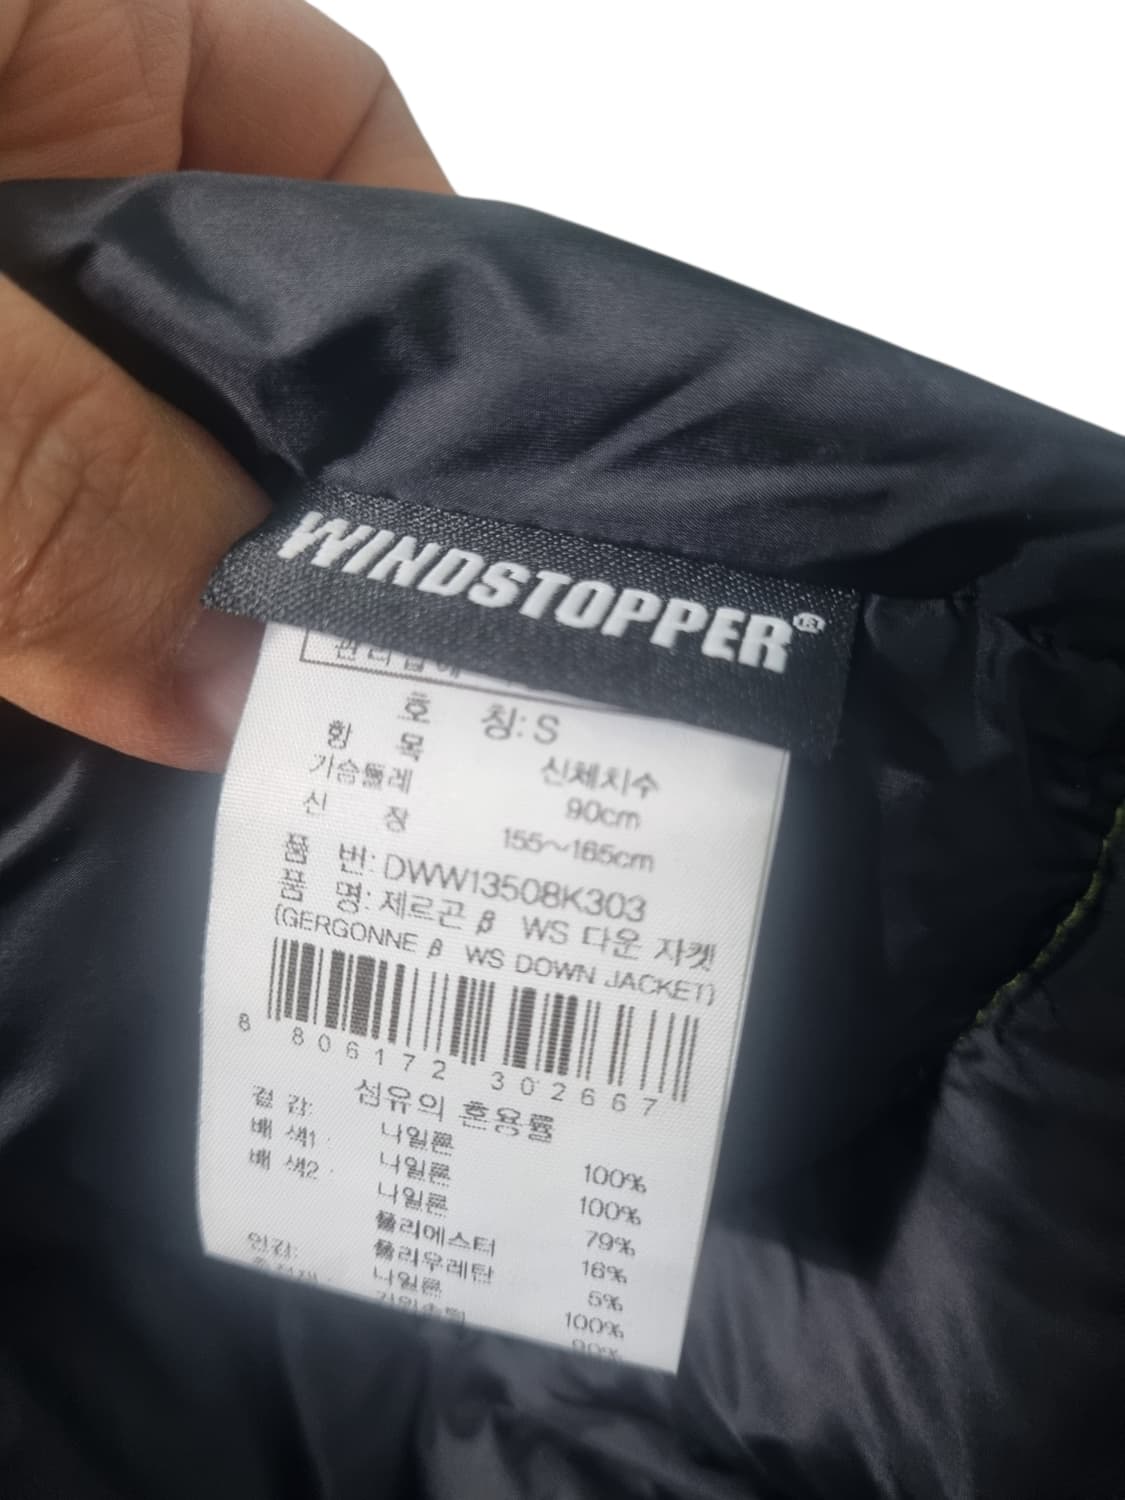 WINDSTOPPER®
호 칭: S
항 목 신체치수
가슴둘레 90cm
신 장 155~165cm
품 번: DWW13508K303
품 명: 제르곤 β WS 다운 자켓
(GERGONNE β WS DOWN JACKET)
8 806172 302667
섬유의 혼용률
겉 감: 나일론 100%
배 색1: 나일론 100%
배 색2: 나일론 79%
폴리에스터 16%
폴리우레탄 5%
안감: 나일론 100%